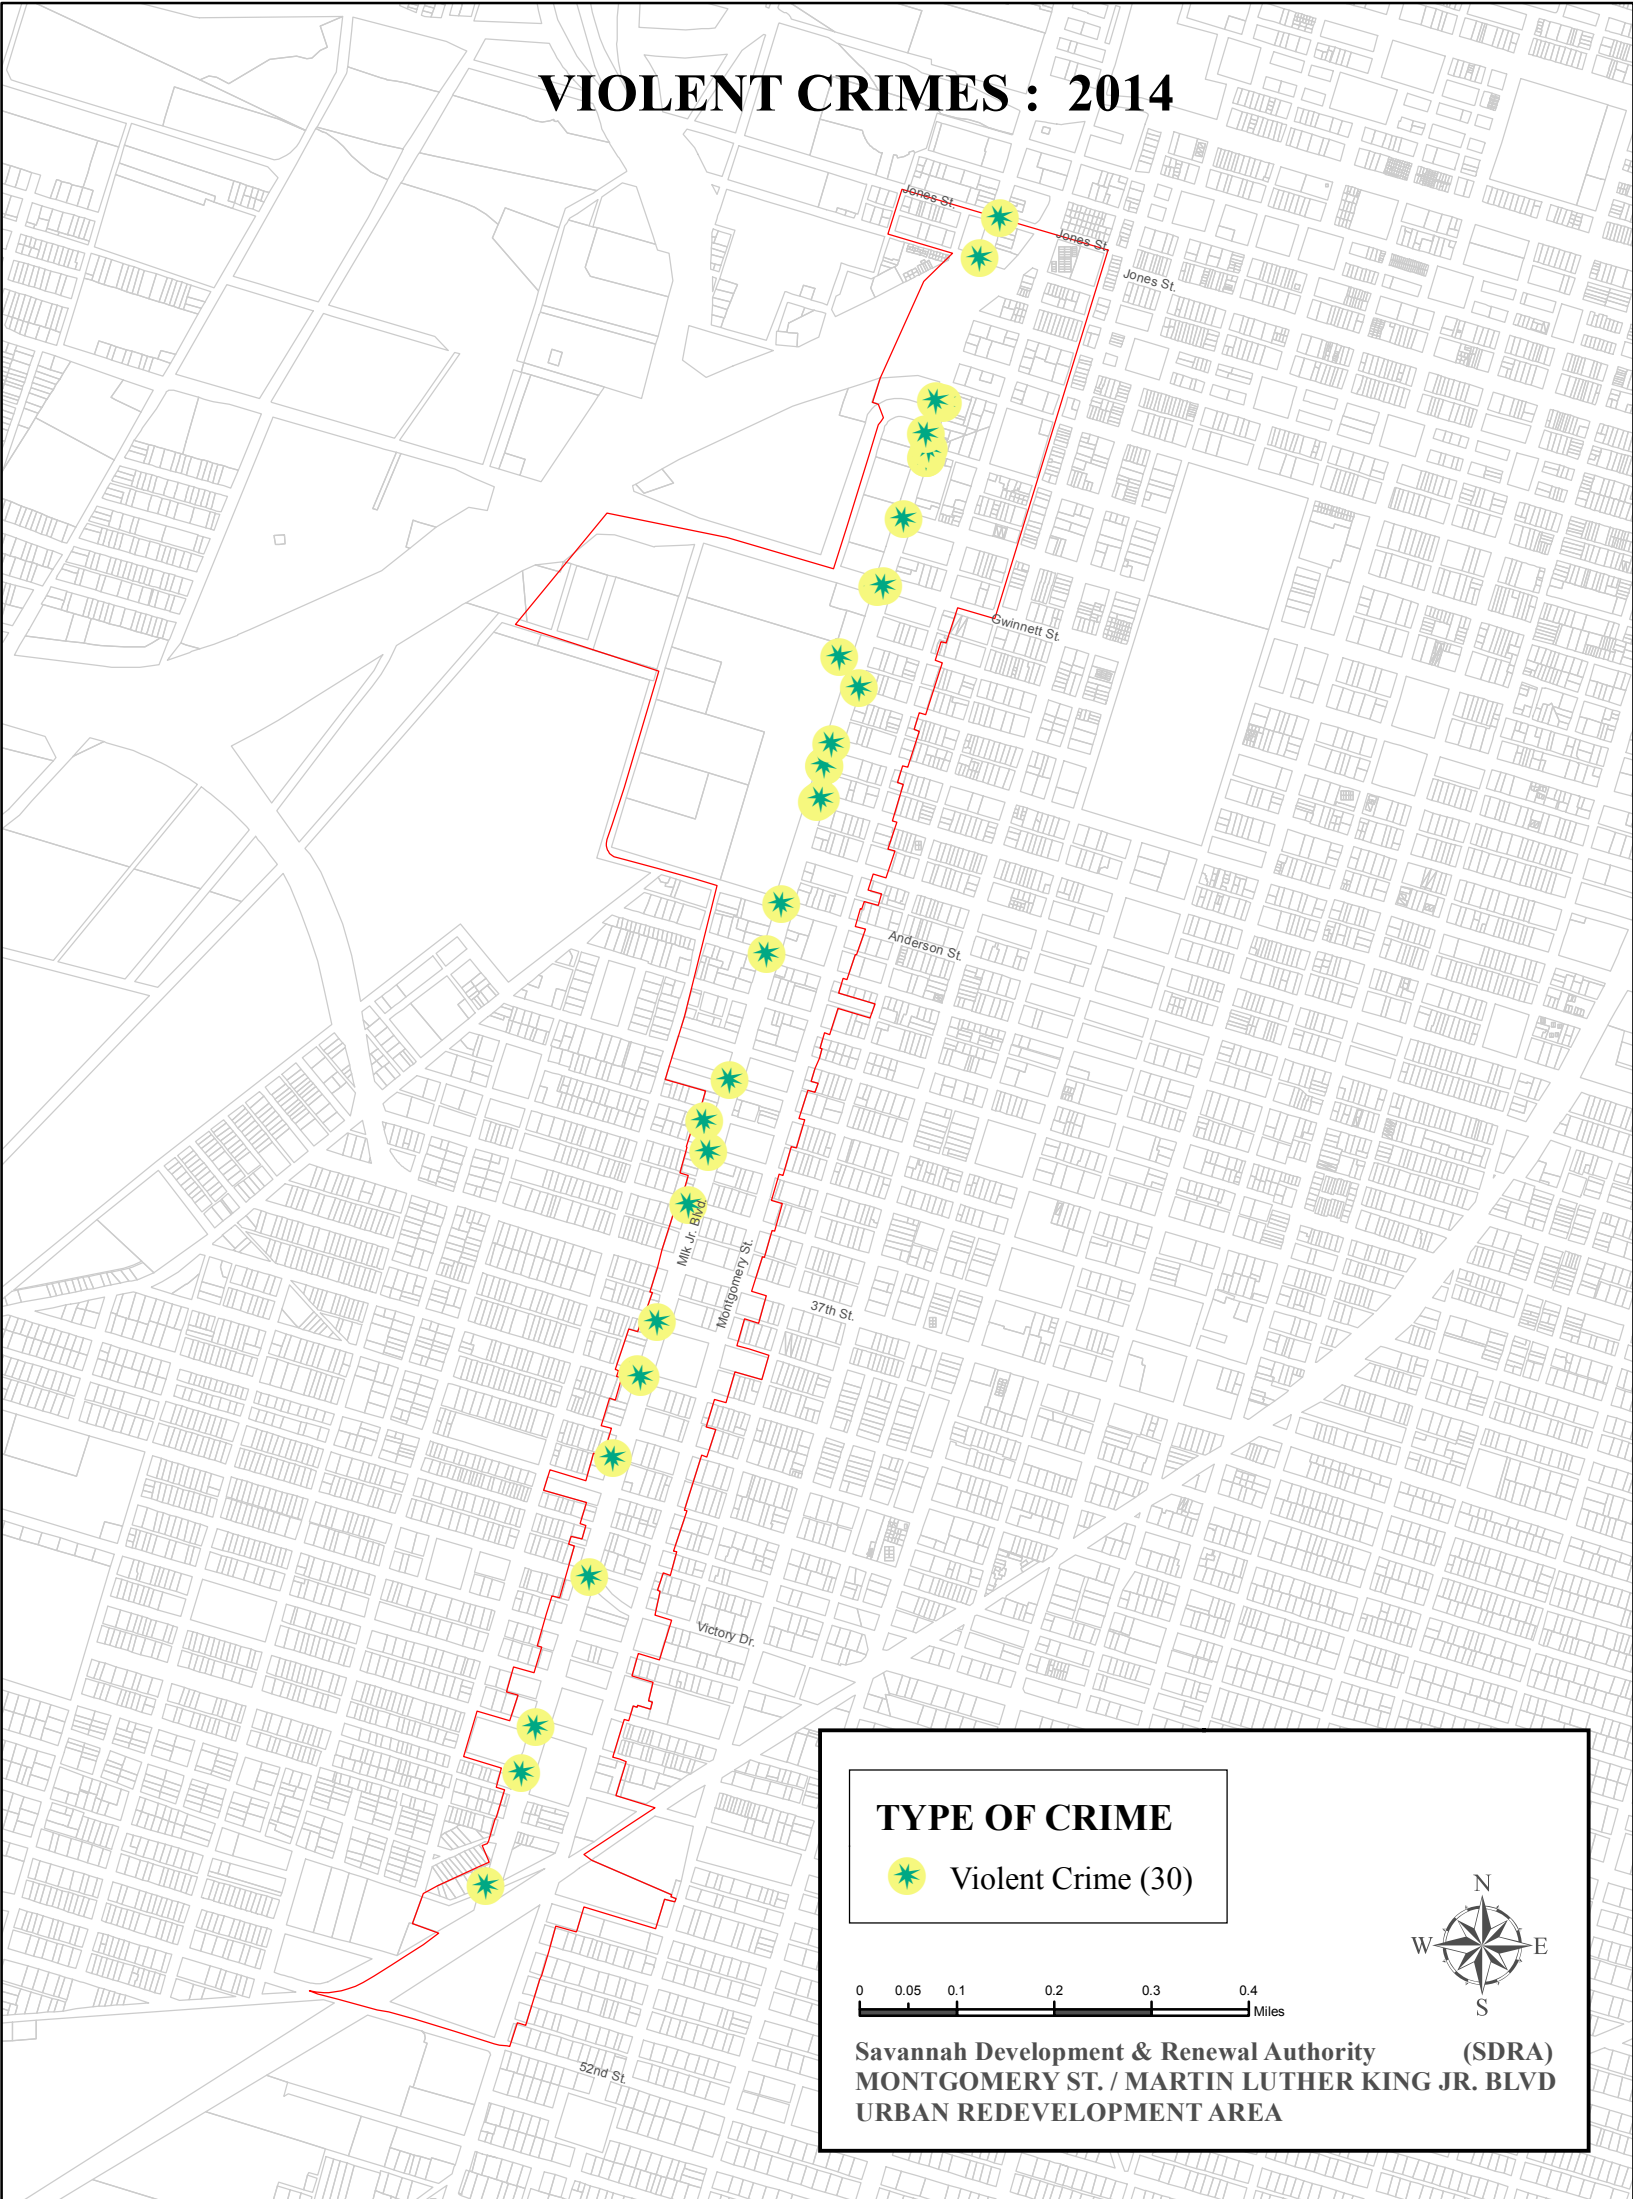 VIOLENT CRIMES : 2014
Jones St.
Jones St.
Jones St.
Gwinnett St.
Anderson St.
Mlk Jr. Blvd.
Montgomery St.
37th St.
Victory Dr.
52nd St.
TYPE OF CRIME
Violent Crime (30)
N
W E
S
0 0.05 0.1 0.2 0.3 0.4
Miles
Savannah Development & Renewal Authority (SDRA)
MONTGOMERY ST. / MARTIN LUTHER KING JR. BLVD
URBAN REDEVELOPMENT AREA